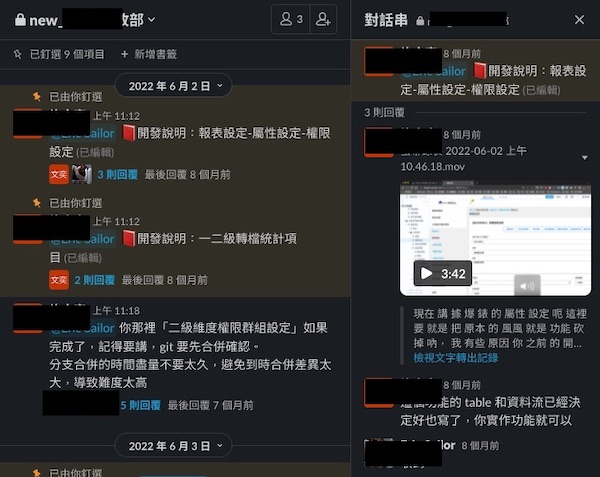 new_
攻部
3
已釘選 9 個項目
新增書籤
2022 年 6 月 2 日
已由你釘選
上午 11:12
ailor 📕開發說明：報表設定-屬性設定-權限
設定 (已編輯)
文奕 3 則回覆 最後回覆 8 個月前
已由你釘選
上午 11:12
ailor 📕開發說明：一二級轉檔統計項
目 (已編輯)
文奕 2 則回覆 最後回覆 8 個月前
上午 11:18
ailor 你那裡「二級維度權限群組設定」如果
完成了，記得要講，git 要先合併確認。
分支合併的時間盡量不要太久，避免到時合併差異太
大，導致難度太高
5 則回覆 最後回覆 7 個月前
2022 年 6 月 3 日
已由你釘選
對話串
8 個月前
ailor 📕開發說明：報表設
定-屬性設定-權限設定 (已編輯)
3 則回覆
8 個月前
2022-06-02 上午
10.46.18.mov
3:42
現在 講 據 爆 錶 的 屬性 設定 呃 這裡
要 就是 把 原本 的 風風 就是 功能 砍
掉 吶， 我 有些 原因 你 之前 的 開...
檢視文字轉出記錄
8 個月前
這個功能的 table 和資料流已經決
定好也寫了，你實作功能就可以
lor 8 個月前